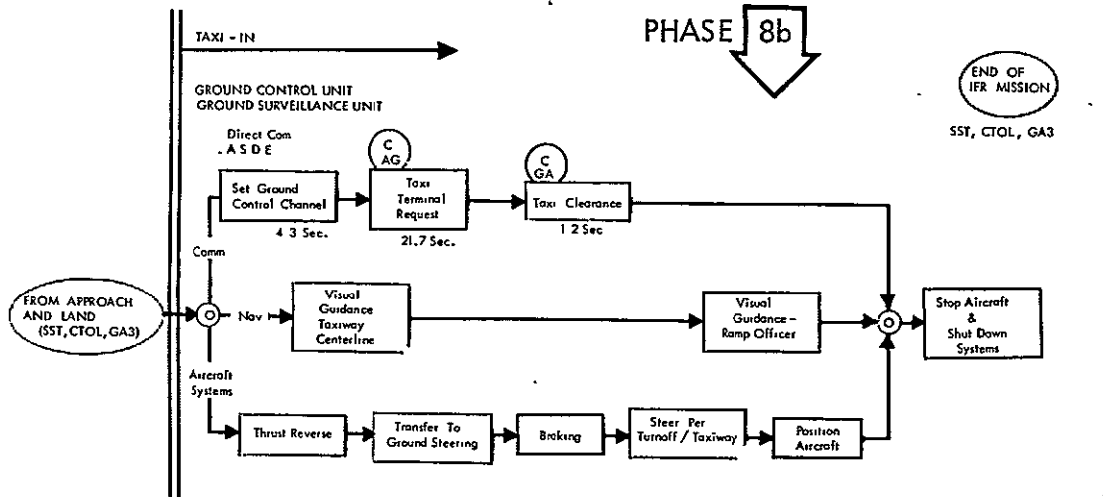 TAXI - IN
PHASE 8b
END OF
IFR MISSION
SST, CTOL, GA3
GROUND CONTROL UNIT
GROUND SURVEILLANCE UNIT
Direct Com
A S D E
C
AG
C
GA
Set Ground
Control Channel
Taxi
Terminal
Request
Taxi Clearance
4 3 Sec.
21.7 Sec.
1 2 Sec
Comm
FROM APPROACH
AND LAND
(SST, CTOL, GA3)
Nav
Visual
Guidance
Taxiway
Centerline
Visual
Guidance -
Ramp Officer
Stop Aircraft
&
Shut Down
Systems
Aircraft
Systems
Thrust Reverse
Transfer To
Ground Steering
Braking
Steer Per
Turnoff / Taxiway
Position
Aircraft